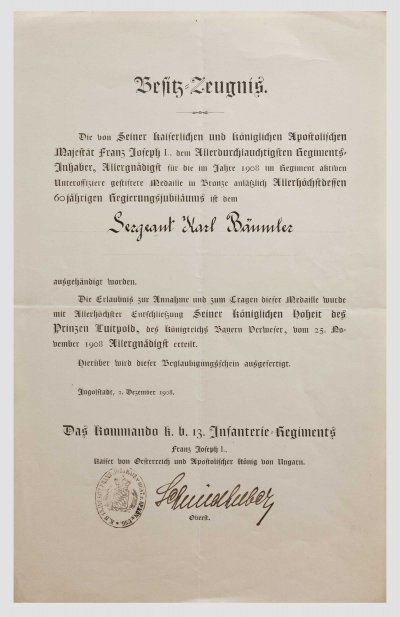 Besitz-Zeugnis.
Die von Seiner Kaiserlichen und Königlichen Apostolischen
Majestät Franz Joseph I., dem Allerdurchlauchtigsten Regiments-
Inhaber, Allergnädigst für die im Jahre 1908 im Regiment aktiven
Unteroffiziere gestiftete Medaille in Bronze anläßlich Allerhöchstdessen
60jährigen Regierungsjubiläums ist dem
Sergeant Karl Bäumler
ausgehändigt worden.
Die Erlaubnis zur Annahme und zum Tragen dieser Medaille wurde
mit Allerhöchster Entschließung Seiner Königlichen Hoheit des
Prinzen Luitpold, des Königreichs Bayern Verweser, vom 25. No-
vember 1908 Allergnädigst erteilt.
Hierüber wird dieser Beglaubigungsschein ausgefertigt.
Ingolstadt, 2. Dezember 1908.
Das Kommando k. b. 13. Infanterie-Regiments
Franz Joseph I.,
Kaiser von Oesterreich und Apostolischer König von Ungarn.
Oberst.